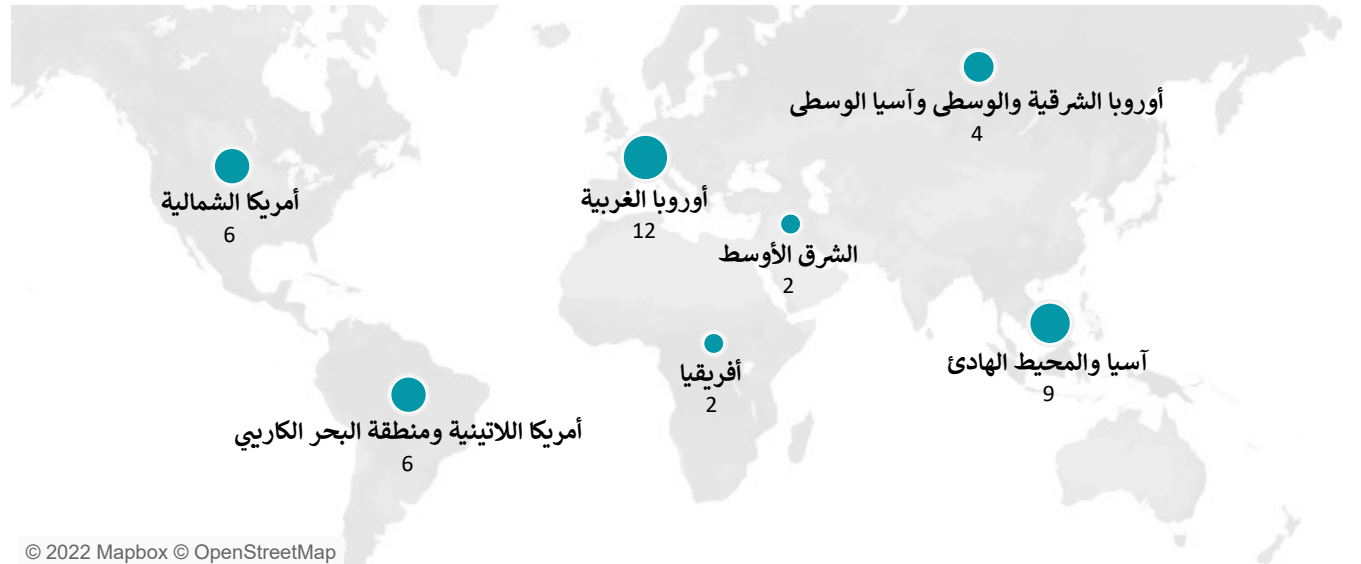 أوروبا الشرقية والوسطى وآسيا الوسطى
4
أمريكا الشمالية
6
أوروبا الغربية
12
الشرق الأوسط
2
آسيا والمحيط الهادئ
9
أفريقيا
2
أمريكا اللاتينية ومنطقة البحر الكاريبي
6
© 2022 Mapbox © OpenStreetMap